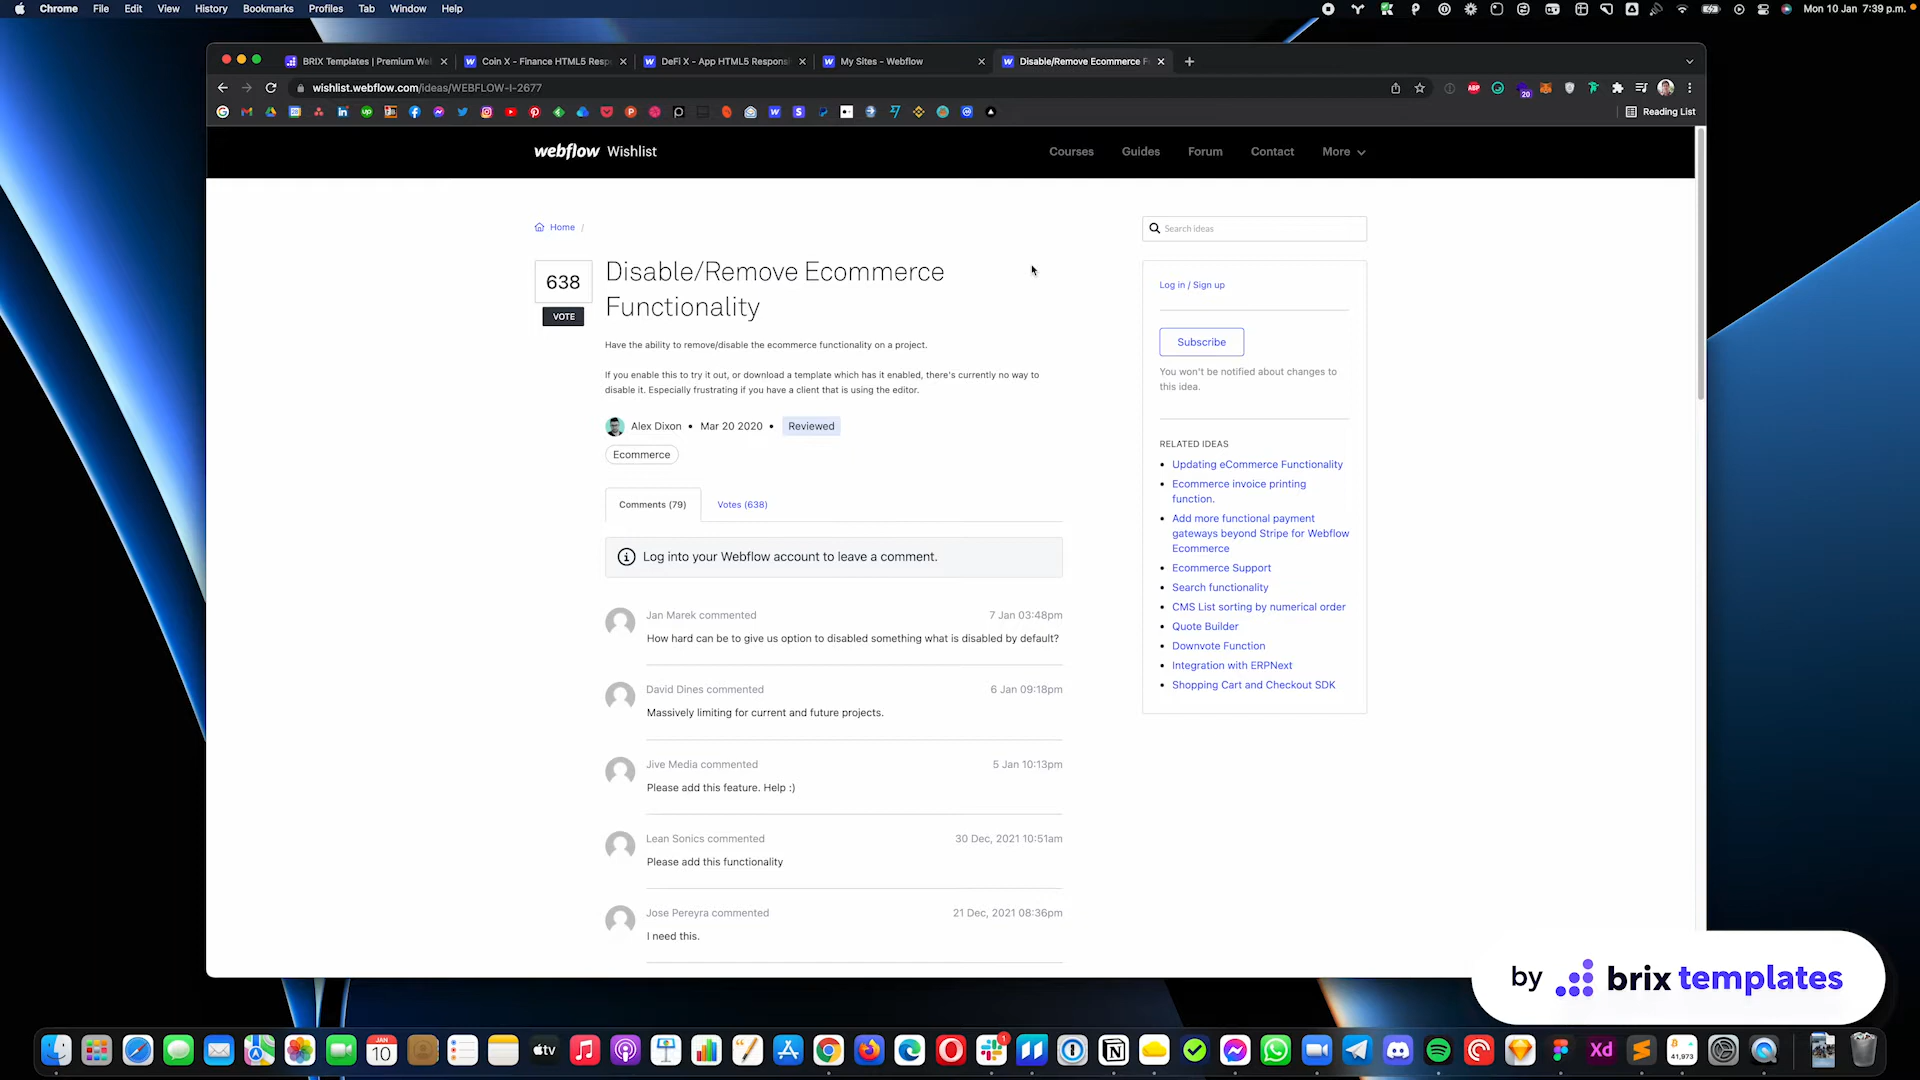 Chrome File Edit View History Bookmarks Profiles Tab Window Help
Mon 10 Jan 7:39 p.m.
BRIX Templates | Premium We
Coin X - Finance HTML5 Resp
DeFi X - App HTML5 Respons
My Sites - Webflow
Disable/Remove Ecommerce F
wishlist.webflow.com/ideas/WEBFLOW-I-2677
ABP
20
Reading List
webflow Wishlist
Courses Guides Forum Contact More
Home /
Search ideas
638
VOTE
Disable/Remove Ecommerce
Functionality
Have the ability to remove/disable the ecommerce functionality on a project.
If you enable this to try it out, or download a template which has it enabled, there's currently no way to
disable it. Especially frustrating if you have a client that is using the editor.
Alex Dixon • Mar 20 2020 • Reviewed
Ecommerce
Comments (79) Votes (638)
Log into your Webflow account to leave a comment.
Jan Marek commented 7 Jan 03:48pm
How hard can be to give us option to disabled something what is disabled by default?
David Dines commented 6 Jan 09:18pm
Massively limiting for current and future projects.
Jive Media commented 5 Jan 10:13pm
Please add this feature. Help :)
Lean Sonics commented 30 Dec, 2021 10:51am
Please add this functionality
Jose Pereyra commented 21 Dec, 2021 08:36pm
I need this.
Log in / Sign up
Subscribe
You won't be notified about changes to
this idea.
RELATED IDEAS
Updating eCommerce Functionality
Ecommerce invoice printing
function.
Add more functional payment
gateways beyond Stripe for Webflow
Ecommerce
Ecommerce Support
Search functionality
CMS List sorting by numerical order
Quote Builder
Downvote Function
Integration with ERPNext
Shopping Cart and Checkout SDK
by brix templates
JAN
10
tv
1
Xd
41,973